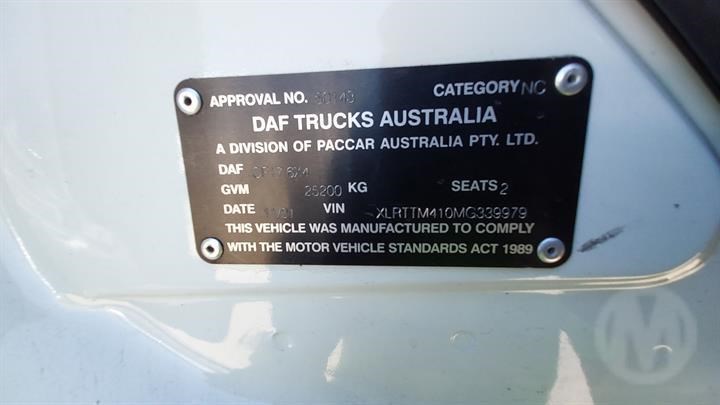 APPROVAL NO. CATEGORY NC
DAF TRUCKS AUSTRALIA
A DIVISION OF PACCAR AUSTRALIA PTY. LTD.
DAF 6X4
GVM 25200 KG SEATS 2
DATE VIN XLRTTM410MG339979
THIS VEHICLE WAS MANUFACTURED TO COMPLY
WITH THE MOTOR VEHICLE STANDARDS ACT 1989
M